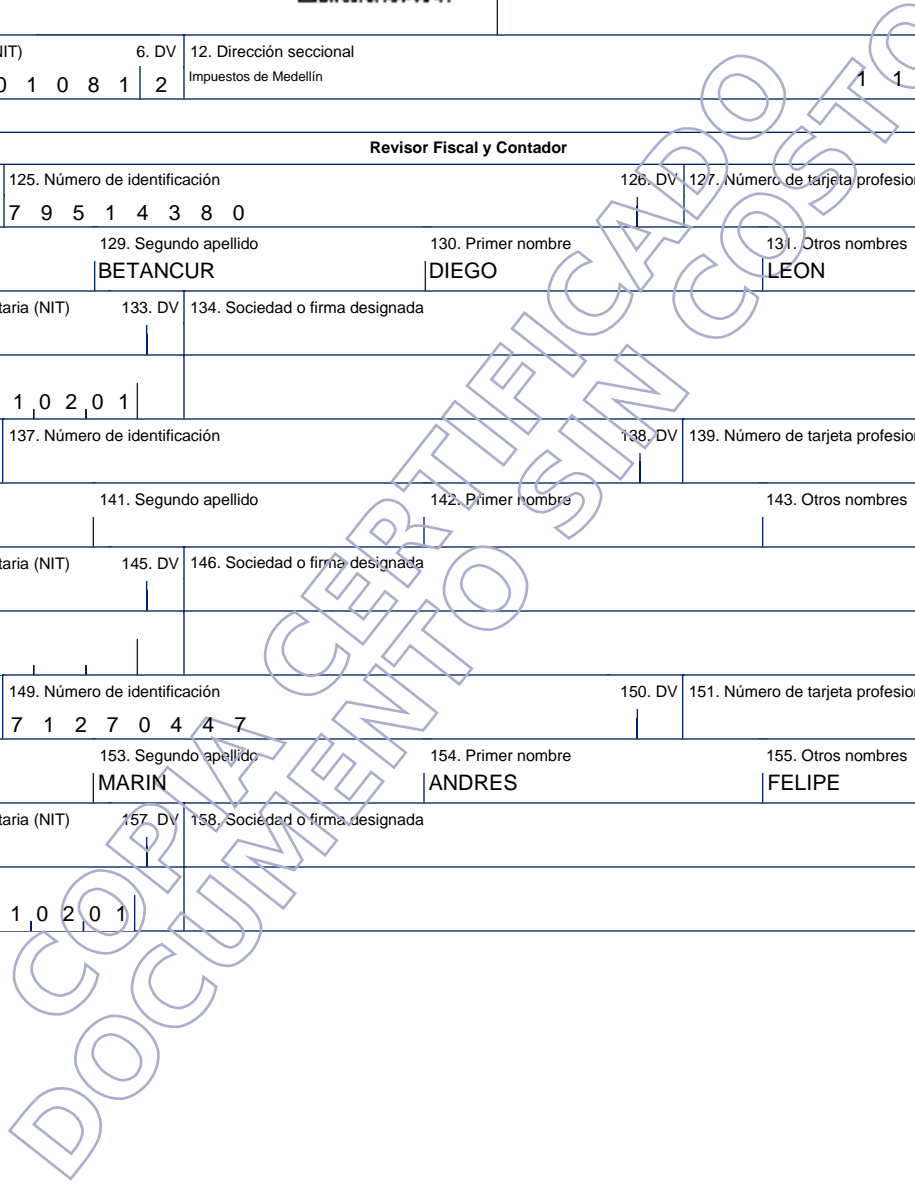 NIT) 6. DV 12. Dirección seccional
0 1 0 8 1 2 Impuestos de Medellín 1 1
Revisor Fiscal y Contador
125. Número de identificación 126. DV 127. Número de tarjeta profesion
7 9 5 1 4 3 8 0
129. Segundo apellido 130. Primer nombre 131. Otros nombres
BETANCUR DIEGO LEON
taria (NIT) 133. DV 134. Sociedad o firma designada
1 0 2 0 1
137. Número de identificación 138. DV 139. Número de tarjeta profesion
141. Segundo apellido 142. Primer nombre 143. Otros nombres
taria (NIT) 145. DV 146. Sociedad o firma designada
149. Número de identificación 150. DV 151. Número de tarjeta profesion
7 1 2 7 0 4 4 7
153. Segundo apellido 154. Primer nombre 155. Otros nombres
MARIN ANDRES FELIPE
taria (NIT) 157. DV 158. Sociedad o firma designada
1 0 2 0 1
COPIA CERTIFICADO
DOCUMENTO SIN COSTO